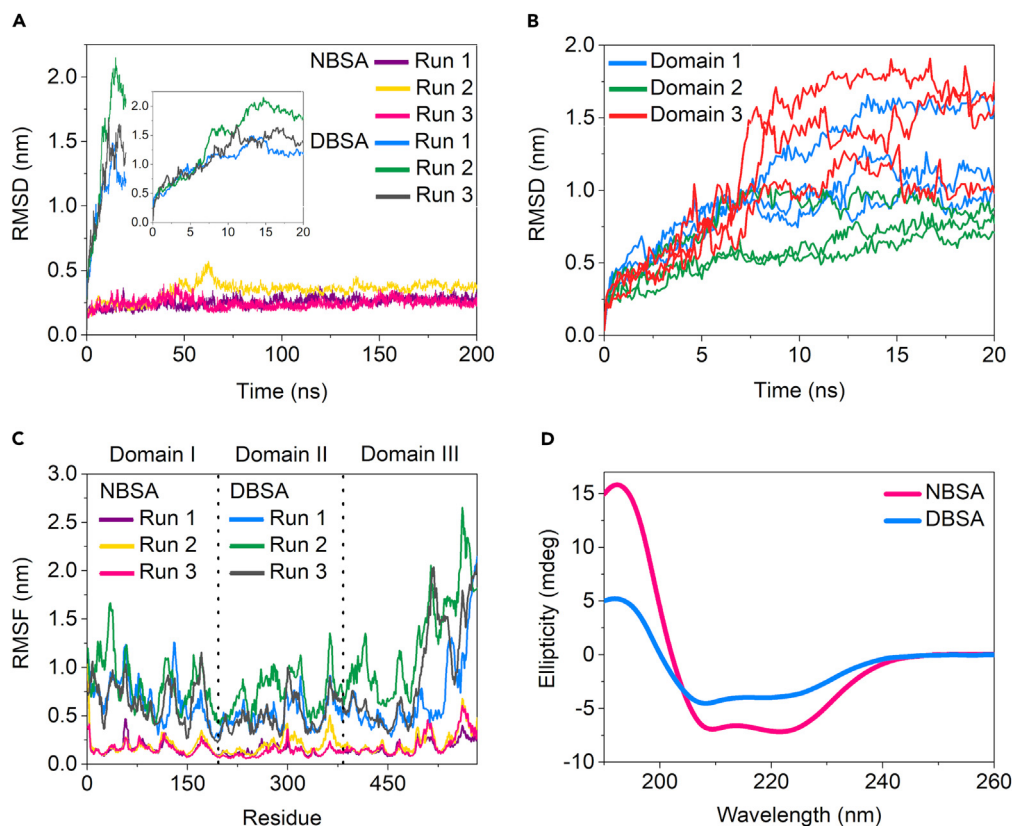 A
NBSA Run 1
Run 2
Run 3
DBSA Run 1
Run 2
Run 3
RMSD (nm)
2.0
1.5
1.0
0.5
0.0
2.0
1.5
1.0
0.5
0.0
0 5 10 15 20
0 50 100 150 200
Time (ns)
B
Domain 1
Domain 2
Domain 3
RMSD (nm)
2.0
1.5
1.0
0.5
0.0
0 5 10 15 20
Time (ns)
C
Domain I Domain II Domain III
NBSA DBSA
Run 1 Run 1
Run 2 Run 2
Run 3 Run 3
RMSF (nm)
3.0
2.5
2.0
1.5
1.0
0.5
0.0
0 150 300 450
Residue
D
NBSA
DBSA
Ellipticity (mdeg)
15
10
5
0
-5
-10
200 220 240 260
Wavelength (nm)